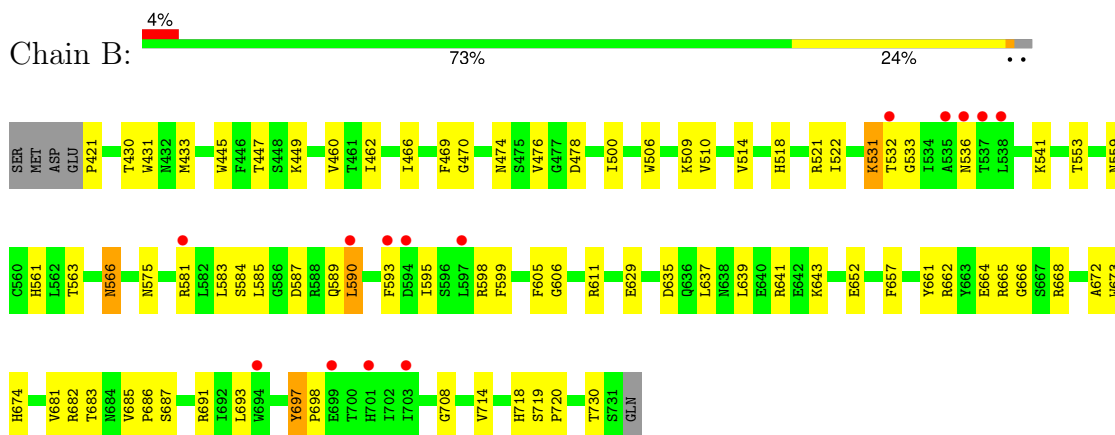 4%
Chain B:
73% 24% • •
SER MET ASP GLU P421 T430 W431 N432 M433 W445 F446 T447 S448 K449 V460 T461 I462 I466 F469 G470 N474 S475 V476 G477 D478 I500 W506 K509 V510 V514 H518 R521 I522 K531 T532 G533 I534 A535 N536 T537 L538 K541 T553 N559
C560 H561 L562 T563 N566 N575 R581 L582 L583 S584 L585 G586 D587 R588 Q589 L590 F593 D594 I595 S596 L597 R598 F599 F605 G606 R611 E629 D635 Q636 L637 N638 L639 E640 R641 E642 K643 E652 F657 Y661 R662 Y663 E664 R665 G666 S667 R668 A672 W673
H674 V681 R682 T683 N684 V685 P686 S687 R691 I692 L693 W694 Y697 P698 E699 T700 H701 I702 I703 G708 V714 H718 S719 P720 T730 S731 GLN